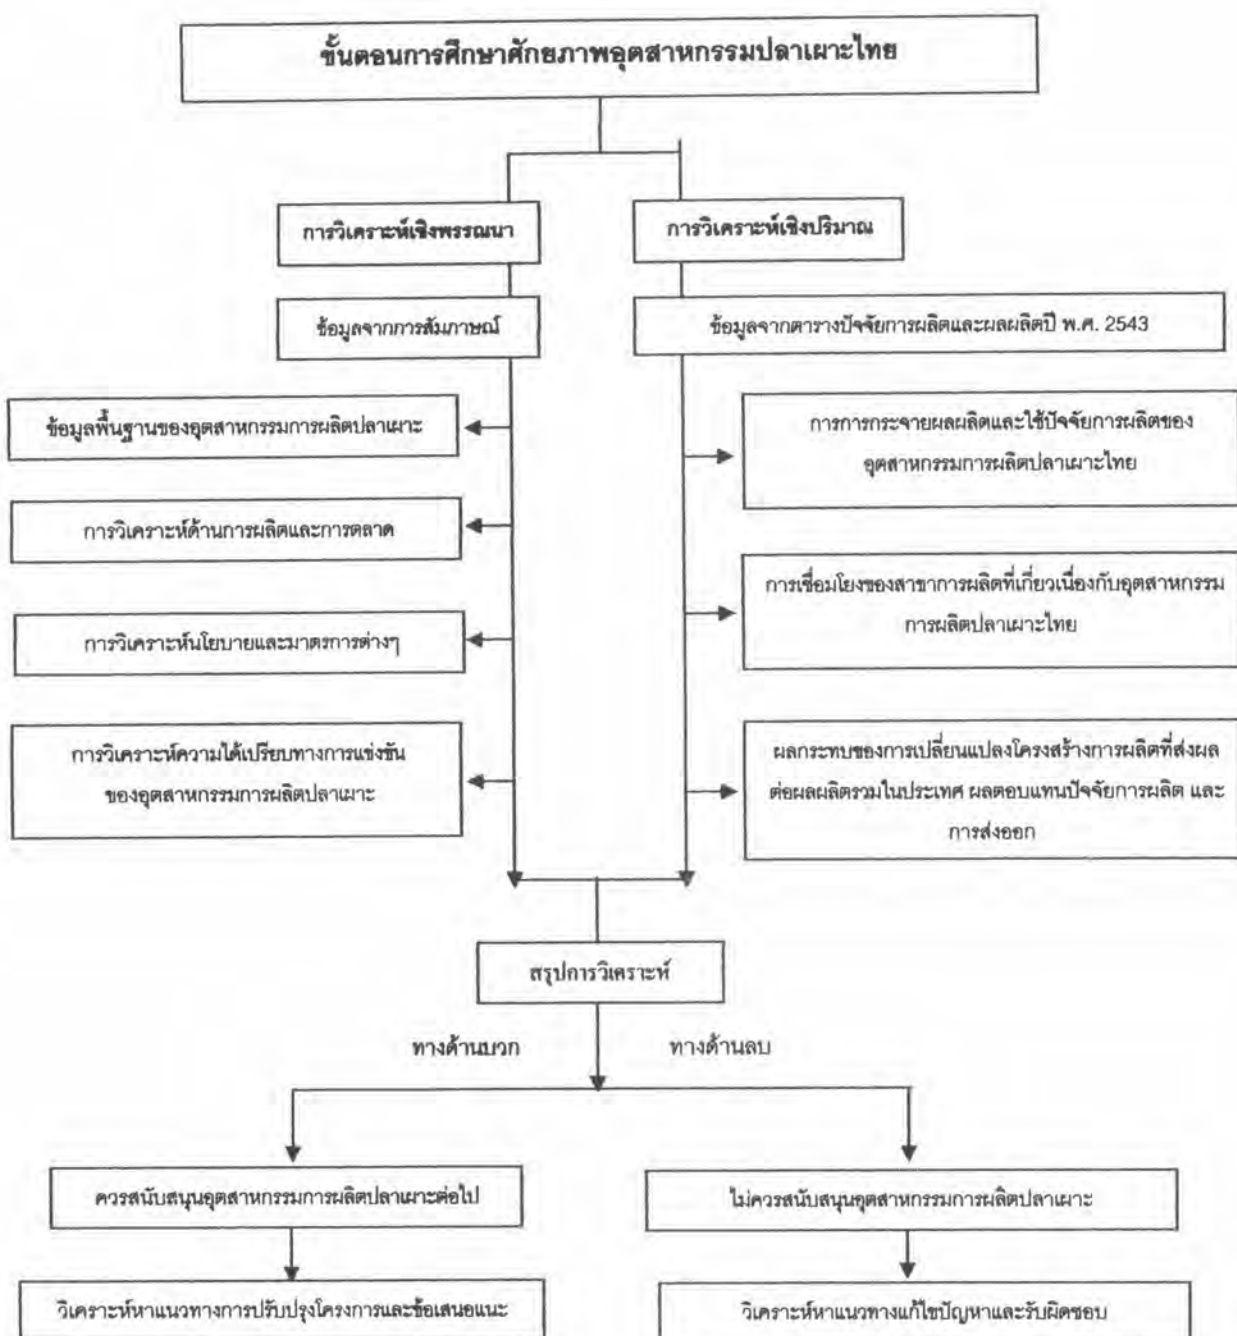 ขั้นตอนการศึกษาศักยภาพอุตสาหกรรมปลาเผาะไทย
การวิเคราะห์เชิงพรรณนา
การวิเคราะห์เชิงปริมาณ
ข้อมูลจากการสัมภาษณ์
ข้อมูลจากตารางปัจจัยการผลิตและผลผลิตปี พ.ศ. 2543
ข้อมูลพื้นฐานของอุตสาหกรรมการผลิตปลาเผาะ
การการกระจายผลผลิตและใช้ปัจจัยการผลิตของ
อุตสาหกรรมการผลิตปลาเผาะไทย
การวิเคราะห์ด้านการผลิตและการตลาด
การเชื่อมโยงของสาขาการผลิตที่เกี่ยวเนื่องกับอุตสาหกรรม
การผลิตปลาเผาะไทย
การวิเคราะห์นโยบายและมาตรการต่างๆ
การวิเคราะห์ความได้เปรียบทางการแข่งขัน
ของอุตสาหกรรมการผลิตปลาเผาะ
ผลกระทบของการเปลี่ยนแปลงโครงสร้างการผลิตที่ส่งผล
ต่อผลผลิตรวมในประเทศ ผลตอบแทนปัจจัยการผลิต และ
การส่งออก
สรุปการวิเคราะห์
ทางด้านบวก
ทางด้านลบ
ควรสนับสนุนอุตสาหกรรมการผลิตปลาเผาะต่อไป
ไม่ควรสนับสนุนอุตสาหกรรมการผลิตปลาเผาะ
วิเคราะห์หาแนวทางการปรับปรุงโครงการและข้อเสนอแนะ
วิเคราะห์หาแนวทางแก้ไขปัญหาและรับผิดชอบ